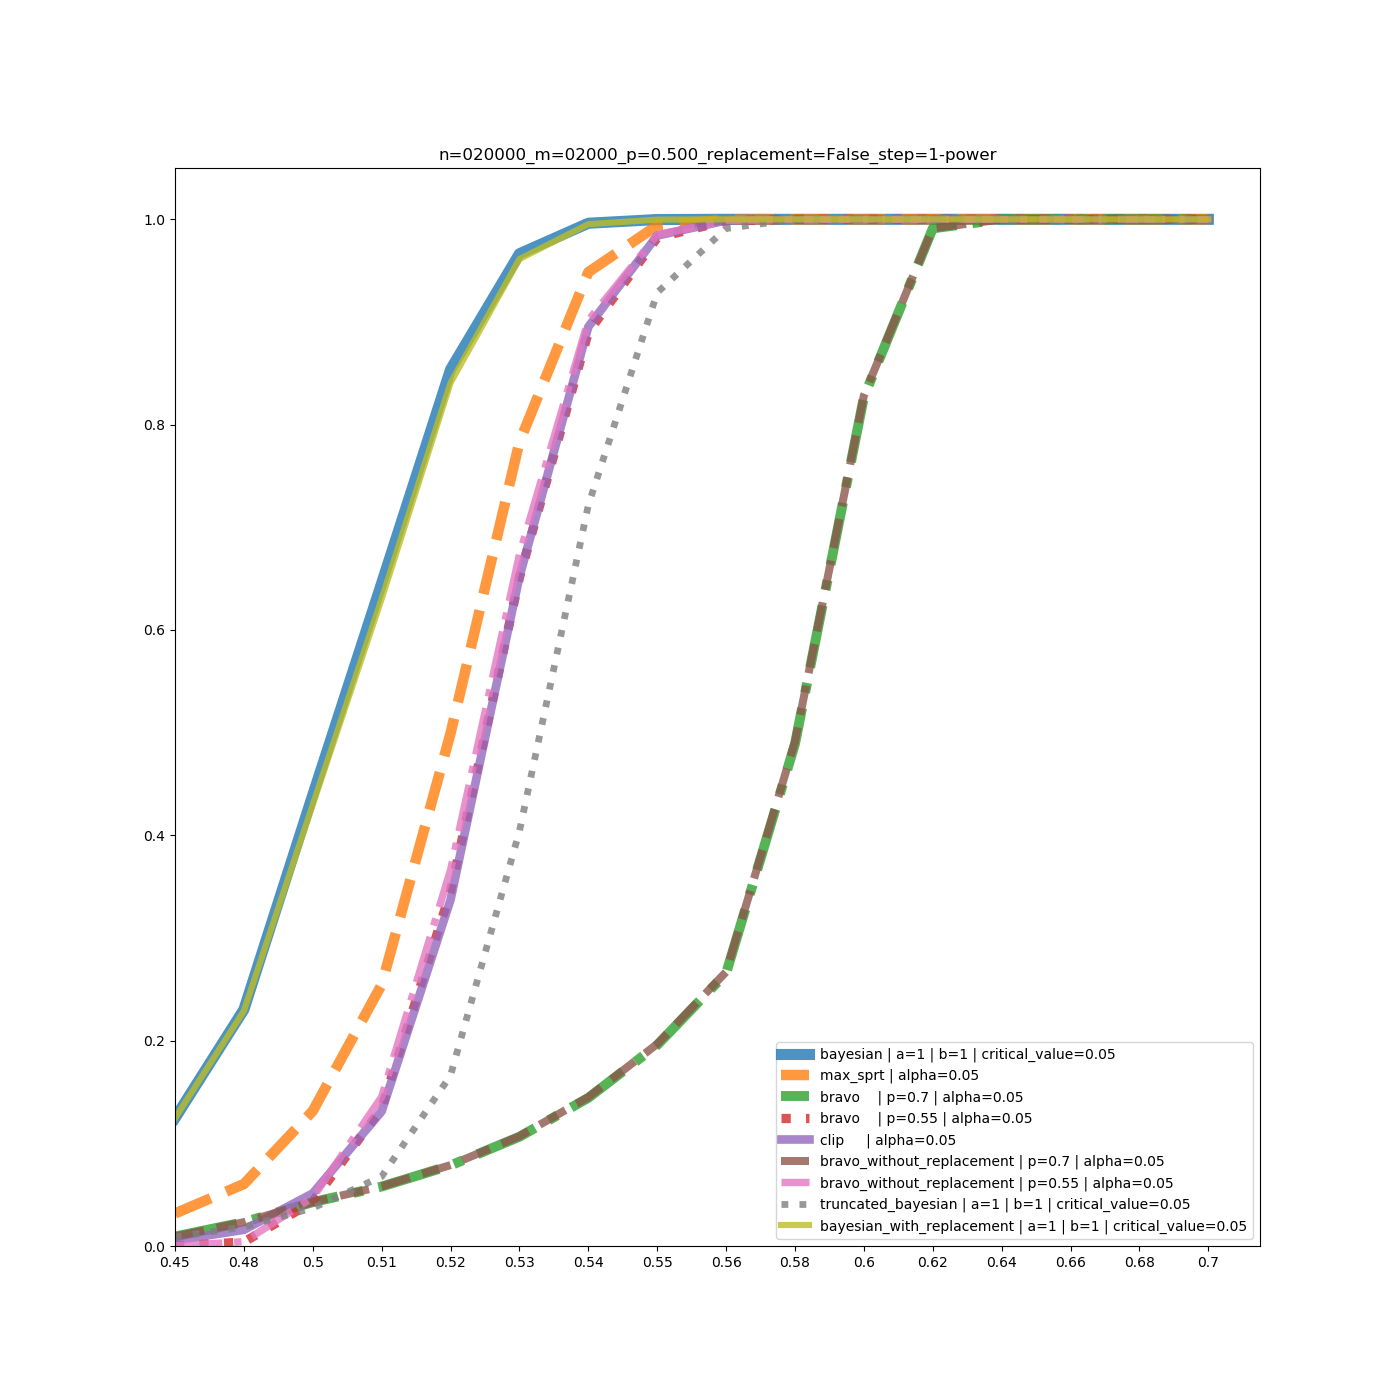 n=020000_m=02000_p=0.500_replacement=False_step=1-power
1.0
0.8
0.6
0.4
0.2
0.0
0.45 0.48 0.5 0.51 0.52 0.53 0.54 0.55 0.56 0.58 0.6 0.62 0.64 0.66 0.68 0.7
bayesian | a=1 | b=1 | critical_value=0.05
max_sprt | alpha=0.05
bravo | p=0.7 | alpha=0.05
bravo | p=0.55 | alpha=0.05
clip | alpha=0.05
bravo_without_replacement | p=0.7 | alpha=0.05
bravo_without_replacement | p=0.55 | alpha=0.05
truncated_bayesian | a=1 | b=1 | critical_value=0.05
bayesian_with_replacement | a=1 | b=1 | critical_value=0.05